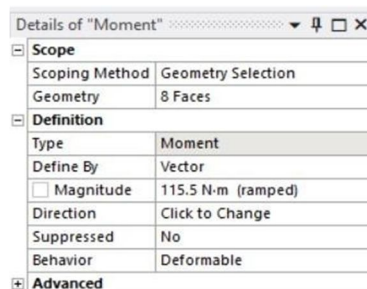 Details of "Moment"
Scope
Scoping Method Geometry Selection
Geometry 8 Faces
Definition
Type Moment
Define By Vector
Magnitude 115.5 N·m (ramped)
Direction Click to Change
Suppressed No
Behavior Deformable
Advanced